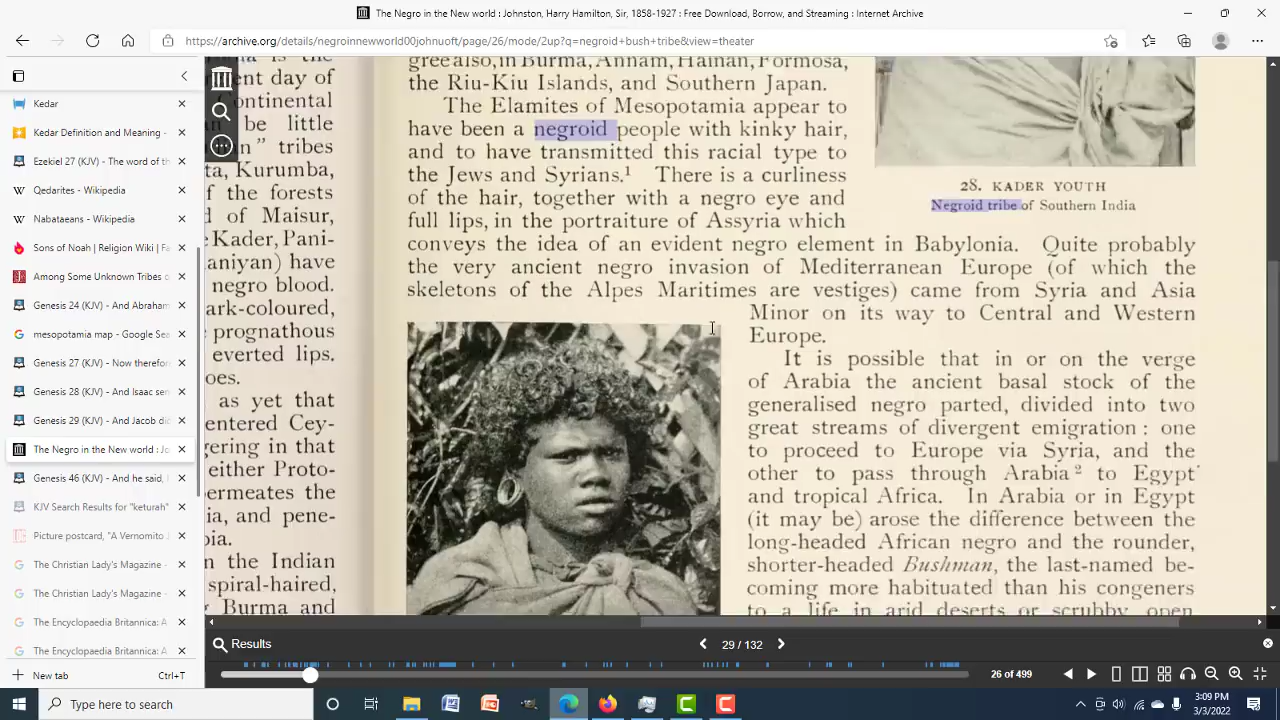 The Negro in the New world : Johnston, Harry Hamilton, Sir, 1858-1927 : Free Download, Borrow, and Streaming : Internet Archive
https://archive.org/details/negroinnewworld00johnuoft/page/26/mode/2up?q=negroid+bush+tribe&view=theater
Kedar
Kedar Definition and Meaning -
Ezekiel 27 (KJV) - The word of th
Qedarites - Wikipedia
Nabataeans - Wikipedia
Sons of Noah | Religion Wiki | Fa
Among Some Unknown Tribes o
Genesis 24 (KJV) - And Abraham
mesopotamia map - Google Sea
Genesis 27 (KJV) - Now therefor
Genesis 28 (KJV) - And Isaac sen
Genesis 29 (KJV) - And Jacob di
The Negro in the New world : Jo
Genesis 46 (KJV) - And he said, I
KJV Search Results for "keturah"
Picture postcard, "A Vernomito
The Christian Lady's Magazine -
The Christian Lady's Magazine -
The Encyclopaedia Britannica: A
The Encyclopaedia Britannica: A
New tab
Ctrl+T
is the
ent day of
Continental
be little
n" tribes
ta, Kurumba,
f the forests
d of Maisur,
Kader, Pani-
aniyan) have
negro blood.
ark-coloured,
prognathous
everted lips.
oes.
as yet that
entered Cey-
gering in that
either Proto-
ermeates the
ia, and pene-
bia.
n the Indian
spiral-haired,
Burma and
gree also, in Burma, Annam, Hainan, Formosa,
the Riu-Kiu Islands, and Southern Japan.
The Elamites of Mesopotamia appear to
have been a negroid people with kinky hair,
and to have transmitted this racial type to
the Jews and Syrians.¹ There is a curliness
of the hair, together with a negro eye and
full lips, in the portraiture of Assyria which
conveys the idea of an evident negro element in Babylonia. Quite probably
the very ancient negro invasion of Mediterranean Europe (of which the
skeletons of the Alpes Maritimes are vestiges) came from Syria and Asia
Minor on its way to Central and Western
Europe.
28. KADER YOUTH
Negroid tribe of Southern India
It is possible that in or on the verge
of Arabia the ancient basal stock of the
generalised negro parted, divided into two
great streams of divergent emigration : one
to proceed to Europe via Syria, and the
other to pass through Arabia ² to Egypt
and tropical Africa. In Arabia or in Egypt
(it may be) arose the difference between the
long-headed African negro and the rounder,
shorter-headed Bushman, the last-named be-
coming more habituated than his congeners
to a life in arid deserts or scrubby, open
Results
29 / 132
26 of 499
Type here to search
3:09 PM
3/3/2022